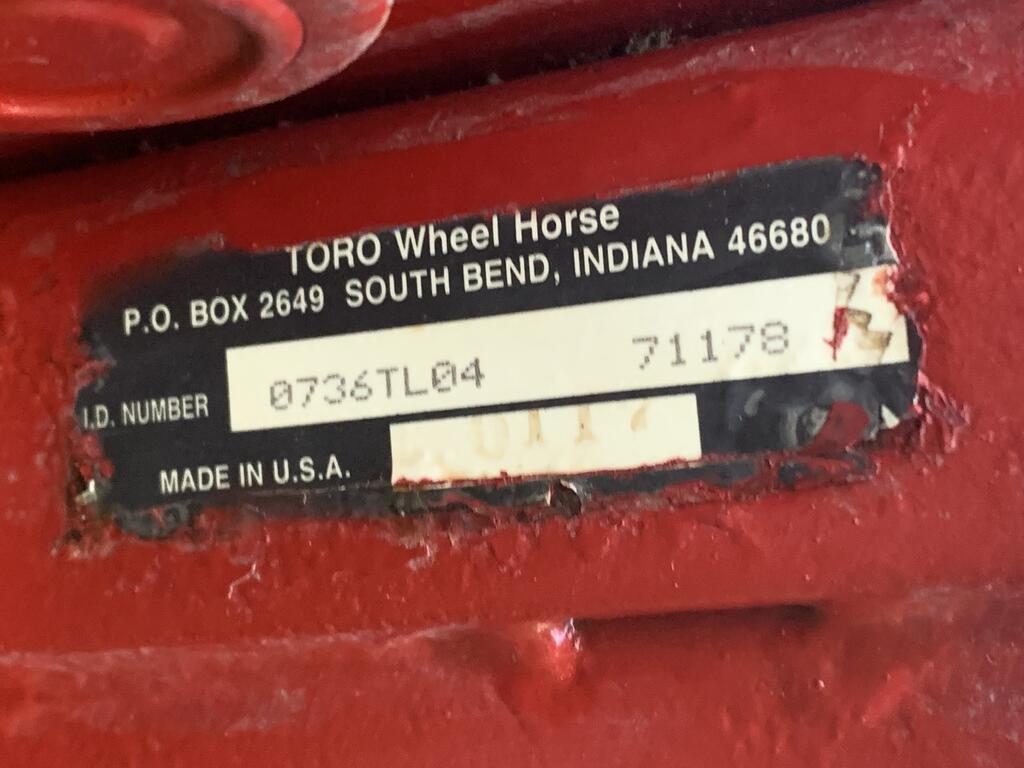 TORO Wheel Horse
P.O. BOX 2649 SOUTH BEND, INDIANA 46680
I.D. NUMBER 0736TL04 71178
MADE IN U.S.A.